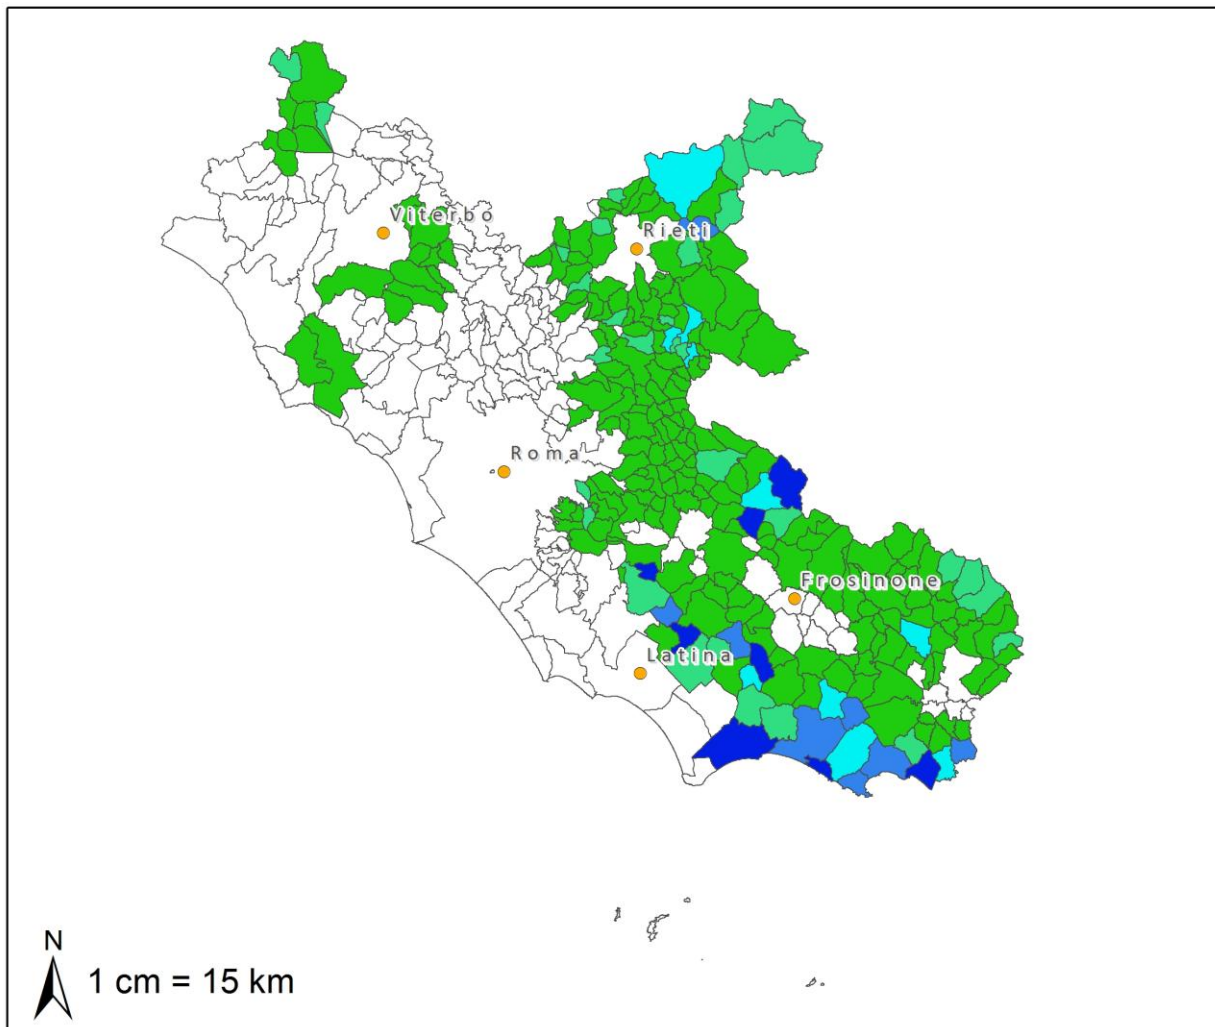 Viterbo
Rieti
Roma
Frosinone
Latina
N
1 cm = 15 km